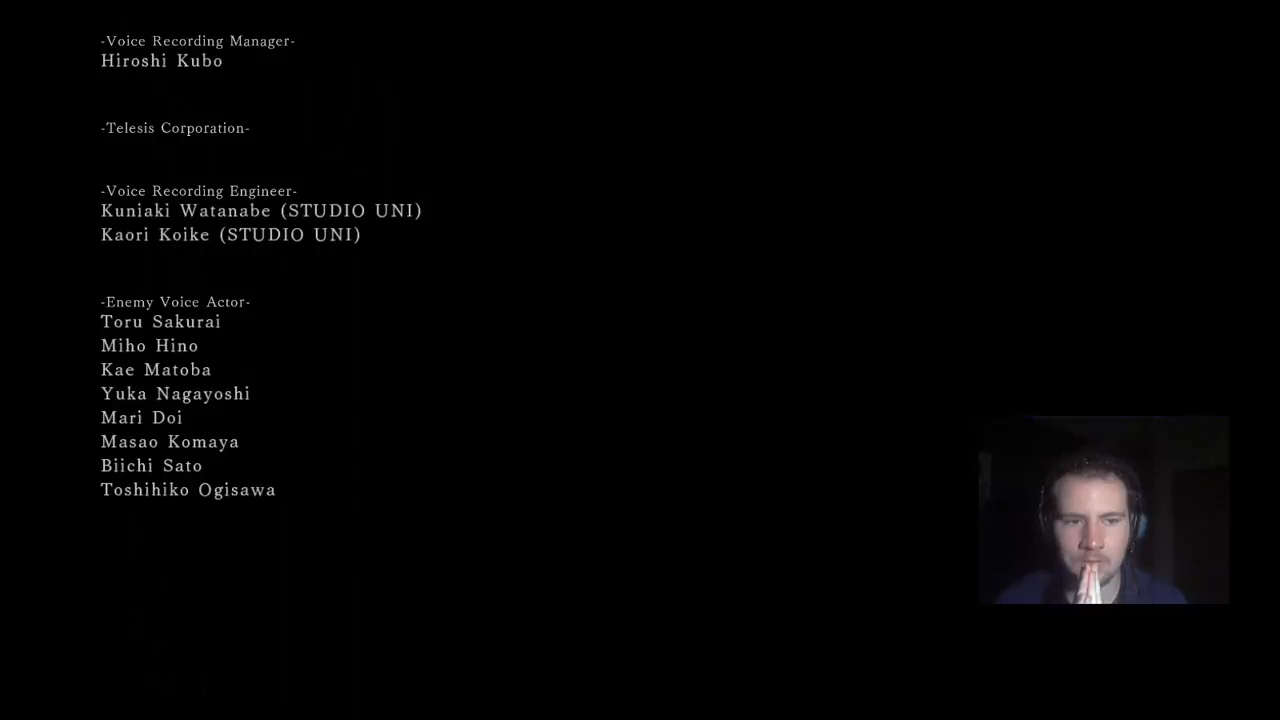 -Voice Recording Manager-
Hiroshi Kubo
-Telesis Corporation-
-Voice Recording Engineer-
Kuniaki Watanabe (STUDIO UNI)
Kaori Koike (STUDIO UNI)
-Enemy Voice Actor-
Toru Sakurai
Miho Hino
Kae Matoba
Yuka Nagayoshi
Mari Doi
Masao Komaya
Biichi Sato
Toshihiko Ogisawa